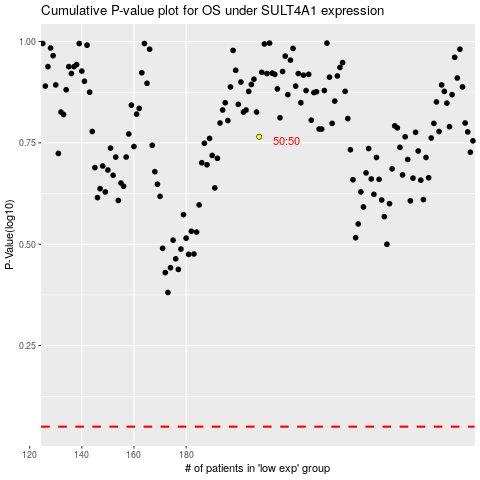 Cumulative P-value plot for OS under SULT4A1 expression
1.00
0.75
0.50
0.25
P-Value(log10)
50:50
120 140 160 180
# of patients in 'low exp' group